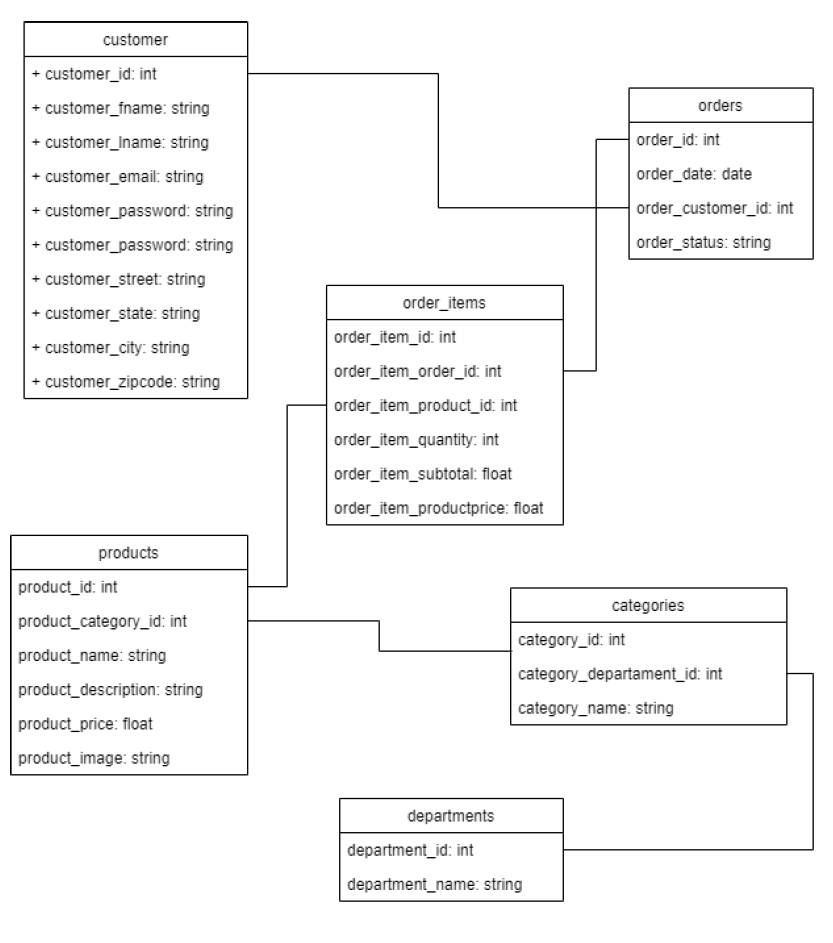 customer
+ customer_id: int
+ customer_fname: string
+ customer_lname: string
+ customer_email: string
+ customer_password: string
+ customer_password: string
+ customer_street: string
+ customer_state: string
+ customer_city: string
+ customer_zipcode: string
orders
order_id: int
order_date: date
order_customer_id: int
order_status: string
order_items
order_item_id: int
order_item_order_id: int
order_item_product_id: int
order_item_quantity: int
order_item_subtotal: float
order_item_productprice: float
products
product_id: int
product_category_id: int
product_name: string
product_description: string
product_price: float
product_image: string
categories
category_id: int
category_departament_id: int
category_name: string
departments
department_id: int
department_name: string